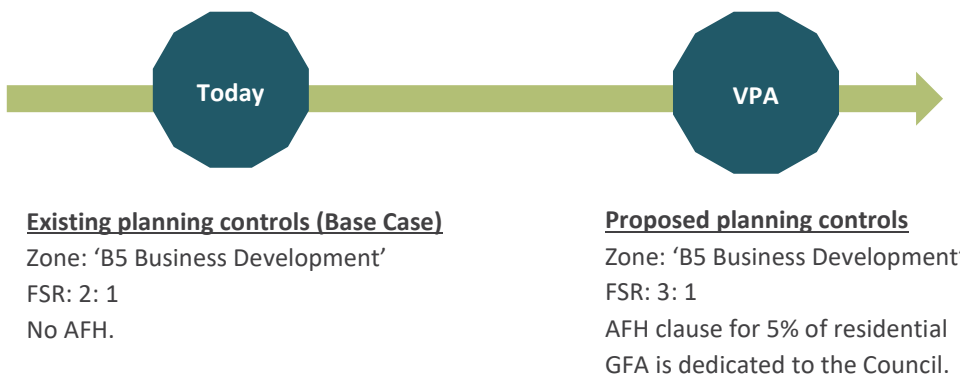 Today
VPA
Existing planning controls (Base Case)
Zone: ‘B5 Business Development’
FSR: 2: 1
No AFH.
Proposed planning controls
Zone: ‘B5 Business Development’
FSR: 3: 1
AFH clause for 5% of residential
GFA is dedicated to the Council.